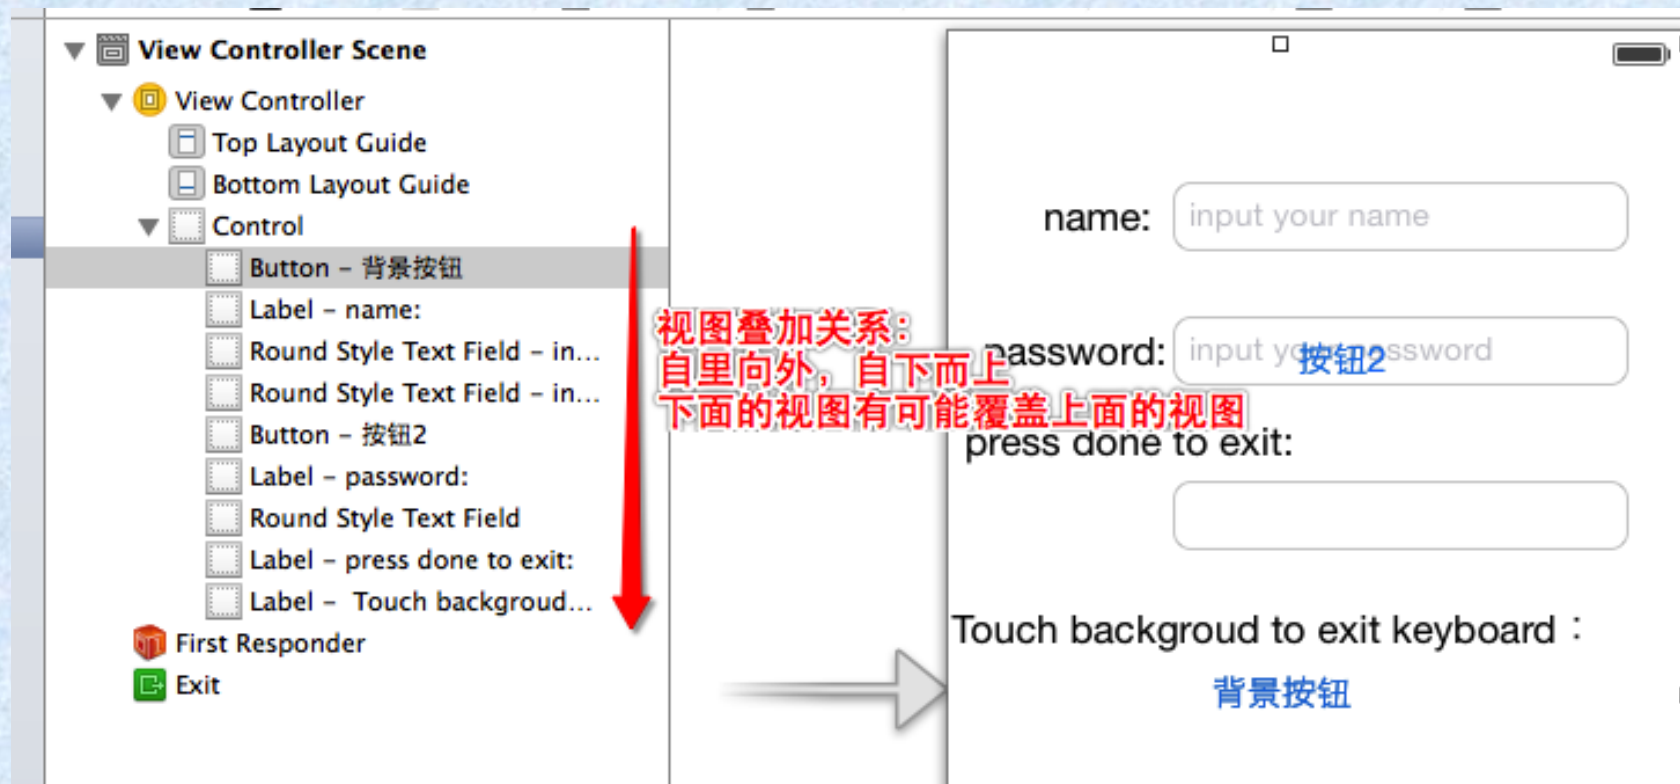 View Controller Scene
View Controller
Top Layout Guide
Bottom Layout Guide
Control
Button – 背景按钮
Label – name:
Round Style Text Field – in...
Round Style Text Field – in...
Button – 按钮2
Label – password:
Round Style Text Field
Label – press done to exit:
Label – Touch backgroud...
First Responder
Exit
视图叠加关系：
自里向外，自下而上
下面的视图有可能覆盖上面的视图
name:
input your name
password:
input your password
按钮2
press done to exit:
Touch backgroud to exit keyboard：
背景按钮